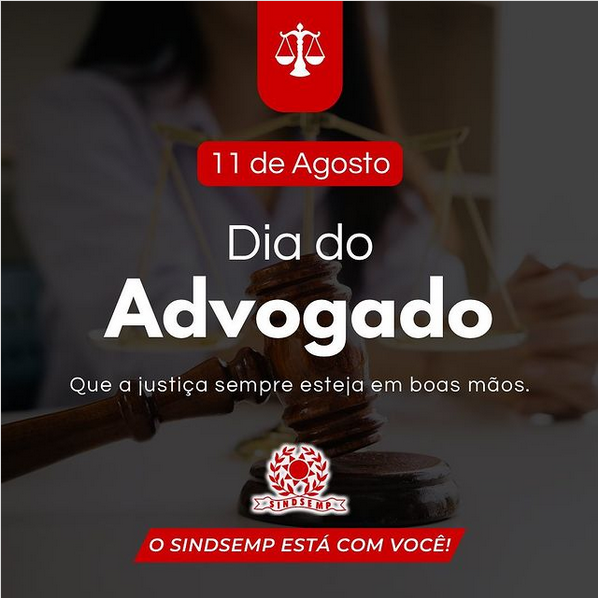 11 de Agosto
Dia do
Advogado
Que a justiça sempre esteja em boas mãos.
SINDSEMP
O SINDSEMP ESTÁ COM VOCÊ!